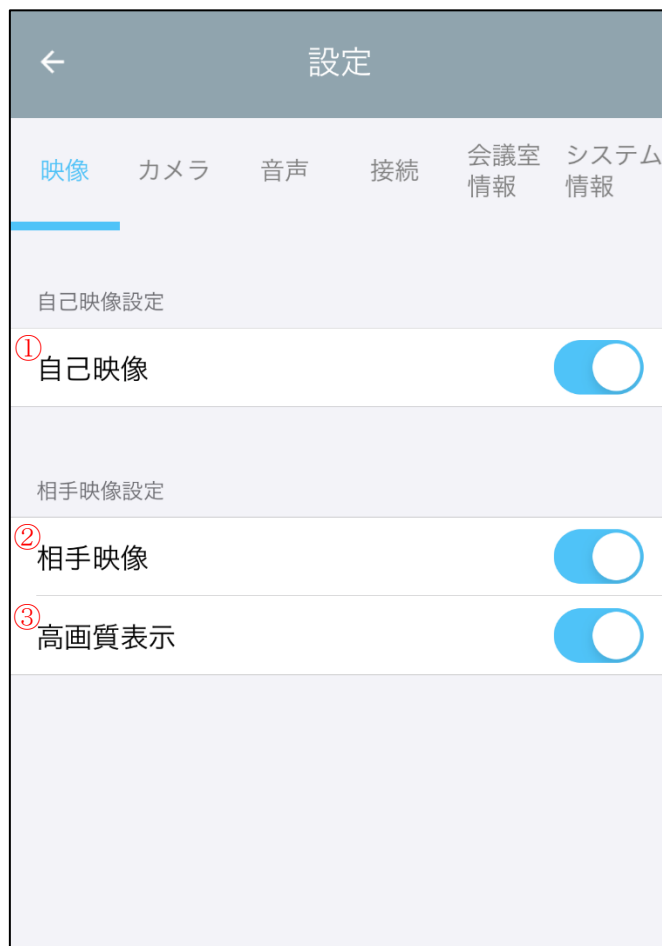 設定
映像 カメラ 音声 接続 会議室 システム
情報 情報
自己映像設定
①
自己映像
相手映像設定
②
相手映像
③
高画質表示